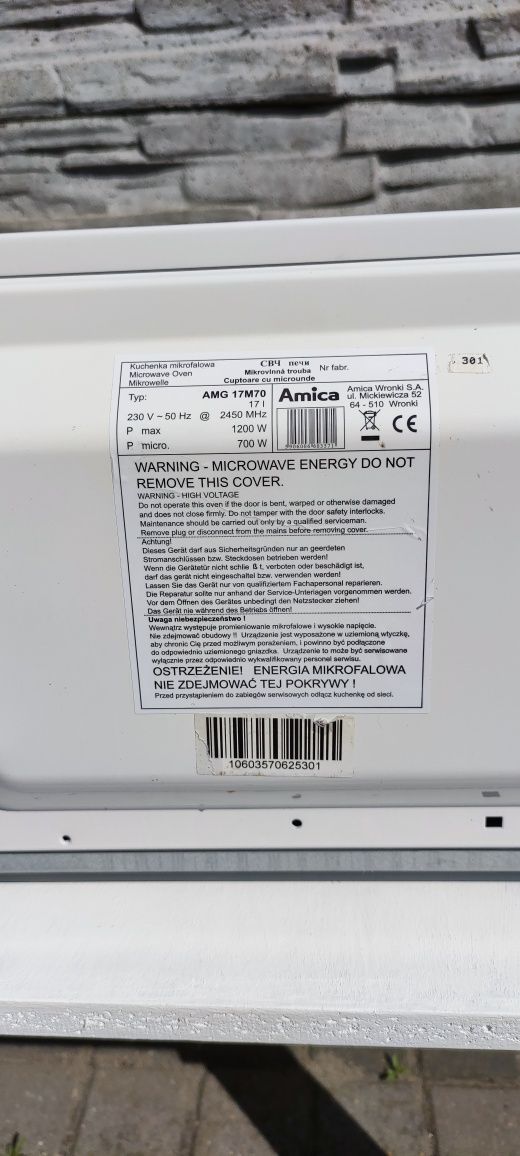 Kuchenka mikrofalowa
Microwave Oven
Mikrowelle
СВЧ печи
Mikrovlnná trouba
Cuptoare cu microunde
Nr fabr.
301
Typ: AMG 17M70
17 l
230 V ~ 50 Hz @ 2450 MHz
P max 1200 W
P micro. 700 W
Amica
Amica Wronki S.A.
ul. Mickiewicza 52
64 - 510 Wronki
CE
WARNING - MICROWAVE ENERGY DO NOT
REMOVE THIS COVER.
WARNING - HIGH VOLTAGE
Do not operate this oven if the door is bent, warped or otherwise damaged
and does not close firmly. Do not tamper with the door safety interlocks.
Maintenance should be carried out only by a qualified serviceman.
Remove plug or disconnect from the mains before removing cover.
Achtung!
Dieses Gerät darf aus Sicherheitsgründen nur an geerdeten
Stromanschlüssen bzw. Steckdosen betrieben werden!
Wenn die Gerätetür nicht schlie ß t, verboten oder beschädigt ist,
darf das gerät nicht eingeschaltet bzw. verwenden werden!
Lassen Sie das Gerät nur von qualifiziertem Fachepersonal reparieren.
Die Reparatur sollte nur anhand der Service-Unterlagen vorgenommen werden.
Vor dem Öffnen des Gerätes unbedingt den Netzstecker ziehen!
Das Gerät nie während des Betriebs öffnen!
Uwaga niebezpieczeństwo !
Wewnątrz występuje promieniowanie mikrofalowe i wysokie napięcie.
Nie zdejmować obudowy !! Urządzenie jest wyposażone w uziemioną wtyczkę,
aby chronic Cię przed możliwym porażeniem, i powinno być podłączone
do odpowiednio uziemionego gniazdka. Urządzenie to może być serwisowane
wyłącznie przez odpowiednio wykwalifikowany personel serwisu.
OSTRZEŻENIE! ENERGIA MIKROFALOWA
NIE ZDEJMOWAĆ TEJ POKRYWY !
Przed przystąpieniem do zabiegów serwisowych odłącz kuchenkę od sieci.
10603570625301